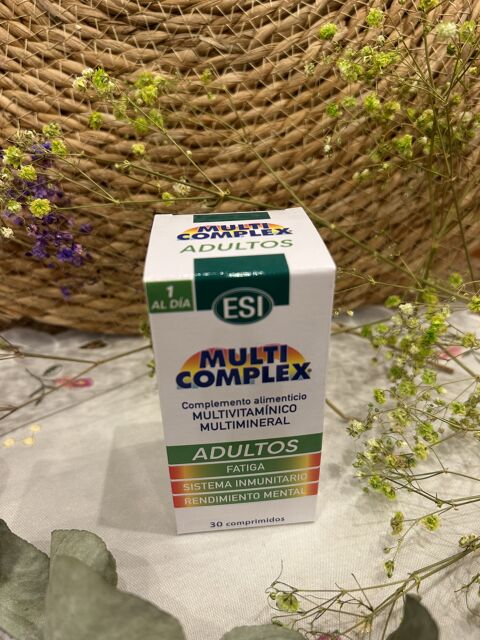 MULTI
COMPLEX
ADULTOS
1
AL DÍA
ESI
MULTI
COMPLEX
Complemento alimenticio
MULTIVITAMÍNICO
MULTIMINERAL
ADULTOS
FATIGA
SISTEMA INMUNITARIO
RENDIMIENTO MENTAL
30 comprimidos